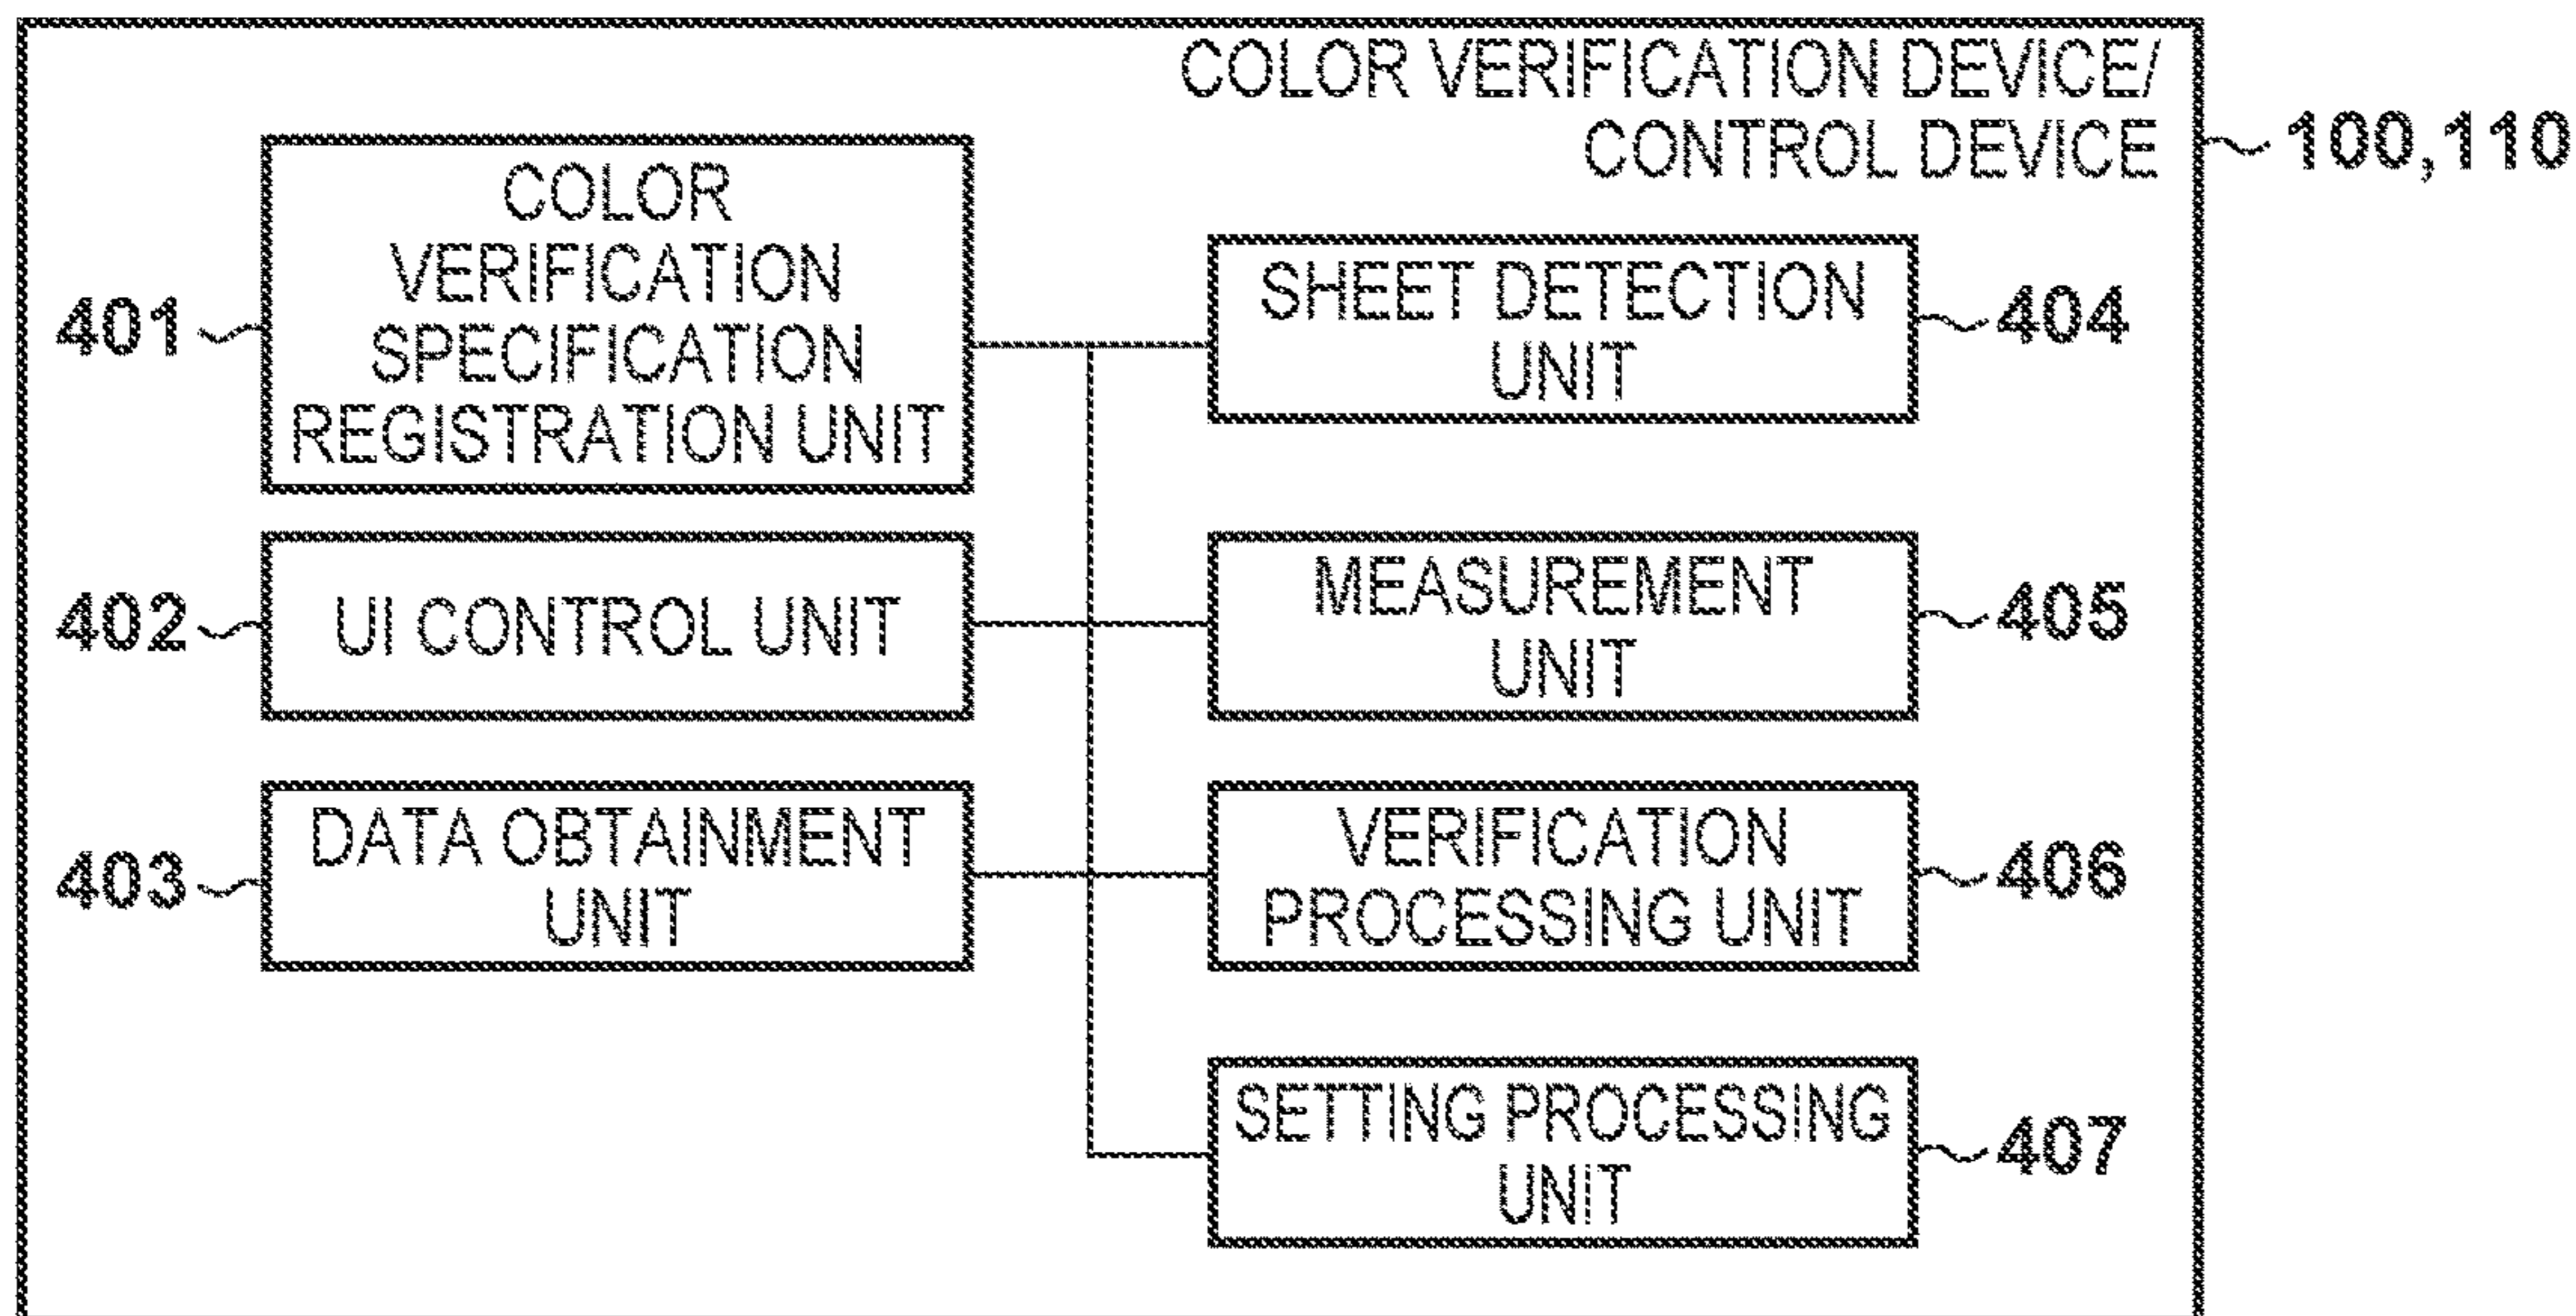 COLOR VERIFICATION DEVICE/
CONTROL DEVICE
100,110
COLOR
VERIFICATION
SPECIFICATION
REGISTRATION UNIT
401
UI CONTROL UNIT
402
DATA OBTAINMENT
UNIT
403
SHEET DETECTION
UNIT
404
MEASUREMENT
UNIT
405
VERIFICATION
PROCESSING UNIT
406
SETTING PROCESSING
UNIT
407